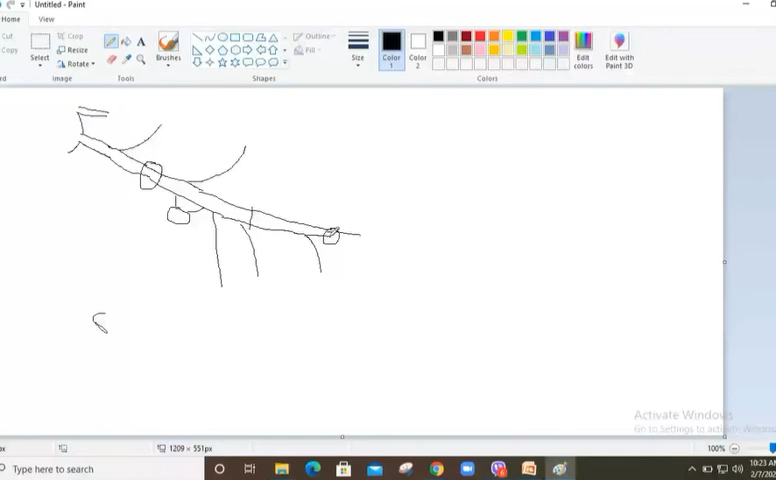 Untitled - Paint
Home View
Cut
Copy
Select
Crop
Resize
Rotate
Image
A
Tools
Brushes
Shapes
Outline
Fill
Size
Color 1
Color 2
Colors
Edit colors
Edit with Paint 3D
Activate Windows
Go to Settings to activate Windows.
px
1209 × 551px
100%
Type here to search
10:23 AM
2/7/20